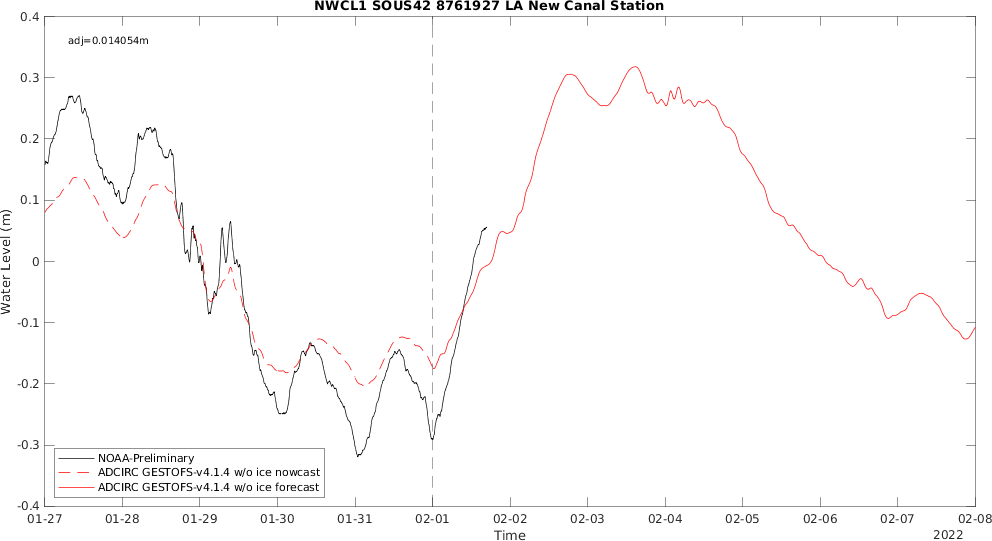 NWCL1 SOUS42 8761927 LA New Canal Station
adj=0.014054m
0.4
0.3
0.2
0.1
0
-0.1
-0.2
-0.3
-0.4
Water Level (m)
NOAA-Preliminary
ADCIRC GESTOFS-v4.1.4 w/o ice nowcast
ADCIRC GESTOFS-v4.1.4 w/o ice forecast
01-27 01-28 01-29 01-30 01-31 02-01 02-02 02-03 02-04 02-05 02-06 02-07 02-08
Time
2022